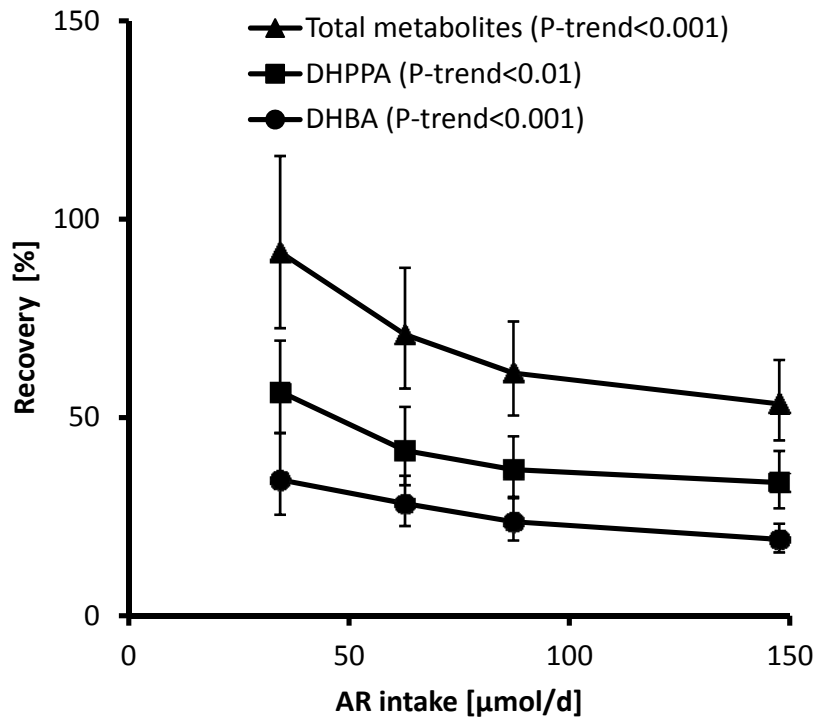 150
Total metabolites (P-trend<0.001)
DHPPA (P-trend<0.01)
DHBA (P-trend<0.001)
100
Recovery [%]
50
0
0 50 100 150
AR intake [µmol/d]